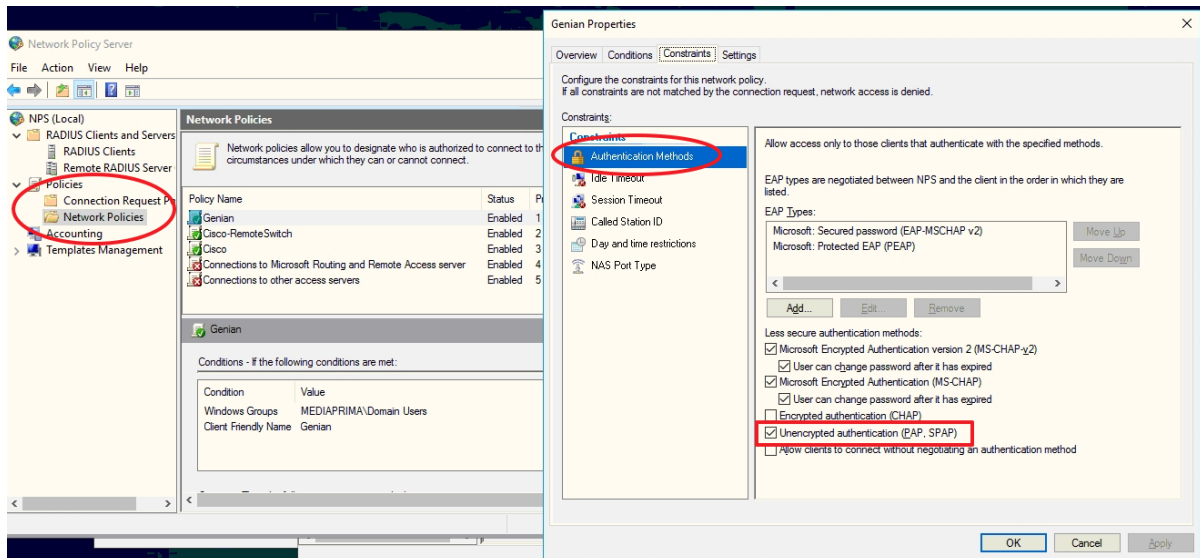 Network Policy Server
File Action View Help
NPS (Local)
RADIUS Clients and Servers
RADIUS Clients
Remote RADIUS Server
Policies
Connection Request Po
Network Policies
Accounting
Templates Management
Network Policies
Network policies allow you to designate who is authorized to connect to th
circumstances under which they can or cannot connect.
Policy Name Status P
Genian Enabled 1
Cisco-RemoteSwitch Enabled 2
Cisco Enabled 3
Connections to Microsoft Routing and Remote Access server Enabled 4
Connections to other access servers Enabled 5
Genian
Conditions - If the following conditions are met:
Condition Value
Windows Groups MEDIAPRIMA\Domain Users
Client Friendly Name Genian
Genian Properties
Overview Conditions Constraints Settings
Configure the constraints for this network policy.
If all constraints are not matched by the connection request, network access is denied.
Constraints:
Constraints
Authentication Methods
Idle Timeout
Session Timeout
Called Station ID
Day and time restrictions
NAS Port Type
Allow access only to those clients that authenticate with the specified methods.
EAP types are negotiated between NPS and the client in the order in which they are
listed.
EAP Types:
Microsoft: Secured password (EAP-MSCHAP v2)
Microsoft: Protected EAP (PEAP)
Move Up
Move Down
Add... Edit... Remove
Less secure authentication methods:
Microsoft Encrypted Authentication version 2 (MS-CHAP-v2)
User can change password after it has expired
Microsoft Encrypted Authentication (MS-CHAP)
User can change password after it has expired
Encrypted authentication (CHAP)
Unencrypted authentication (PAP, SPAP)
Allow clients to connect without negotiating an authentication method
OK Cancel Apply